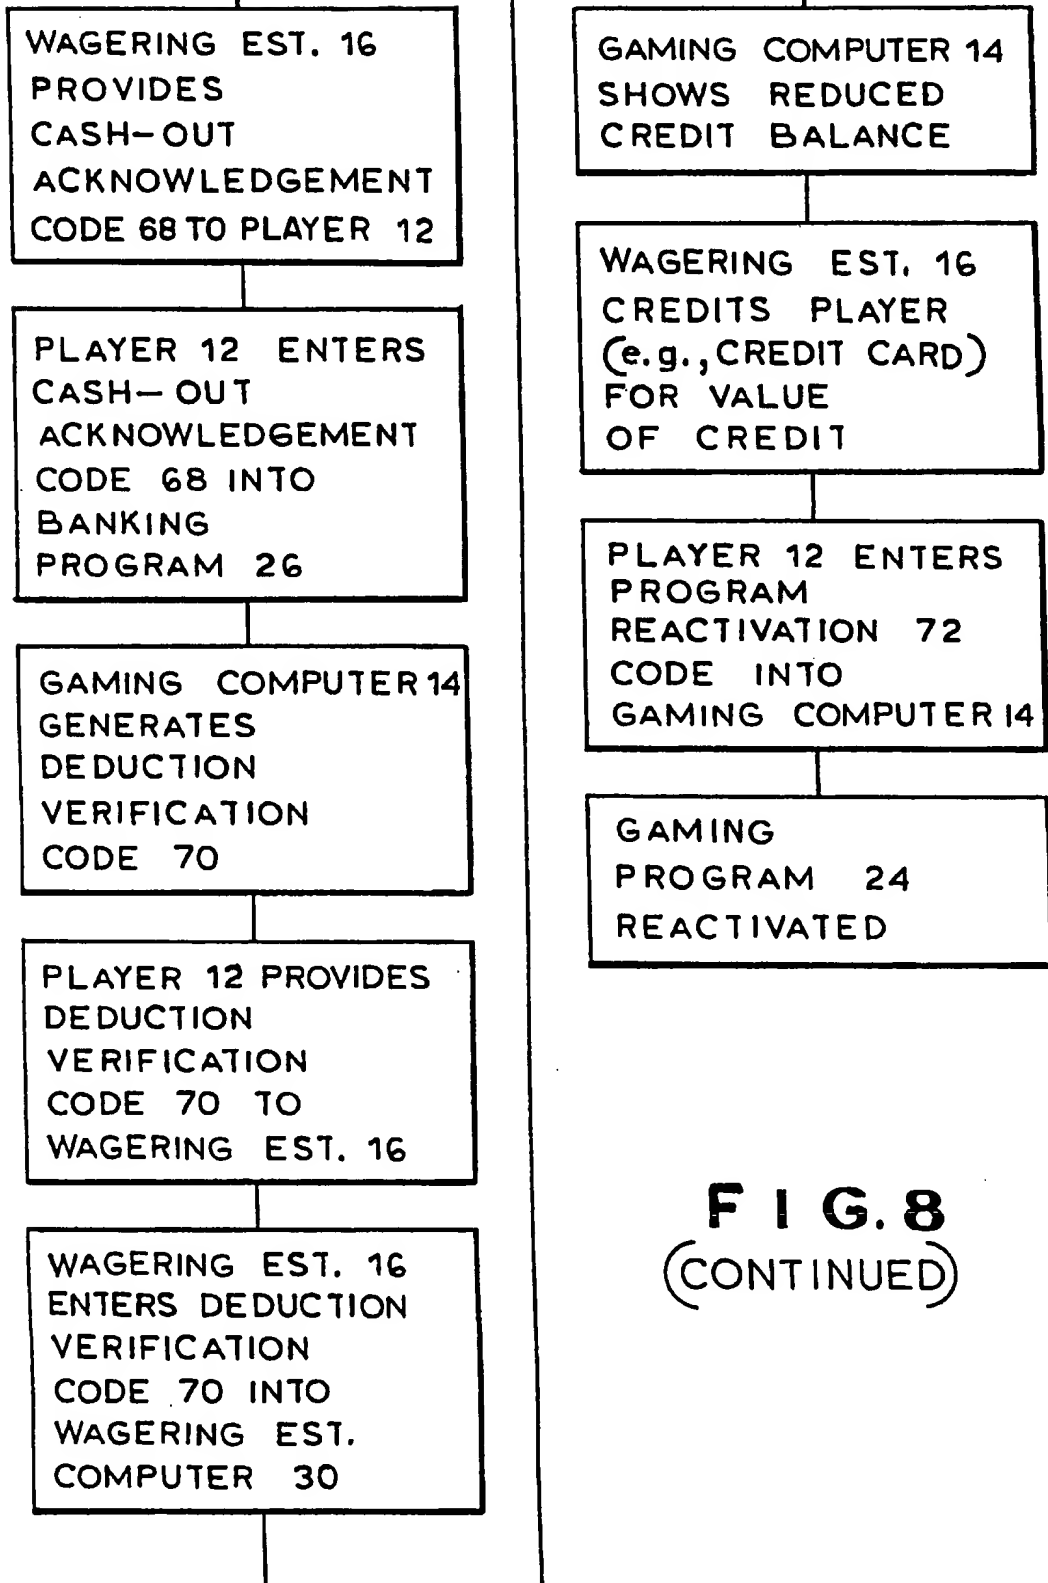 WAGERING EST. 16
PROVIDES
CASH-OUT
ACKNOWLEDGEMENT
CODE 68 TO PLAYER 12
PLAYER 12 ENTERS
CASH-OUT
ACKNOWLEDGEMENT
CODE 68 INTO
BANKING
PROGRAM 26
GAMING COMPUTER 14
GENERATES
DEDUCTION
VERIFICATION
CODE 70
PLAYER 12 PROVIDES
DEDUCTION
VERIFICATION
CODE 70 TO
WAGERING EST. 16
WAGERING EST. 16
ENTERS DEDUCTION
VERIFICATION
CODE 70 INTO
WAGERING EST.
COMPUTER 30
GAMING COMPUTER 14
SHOWS REDUCED
CREDIT BALANCE
WAGERING EST. 16
CREDITS PLAYER
(e.g., CREDIT CARD)
FOR VALUE
OF CREDIT
PLAYER 12 ENTERS
PROGRAM
REACTIVATION 72
CODE INTO
GAMING COMPUTER 14
GAMING
PROGRAM 24
REACTIVATED
FIG. 8
(CONTINUED)